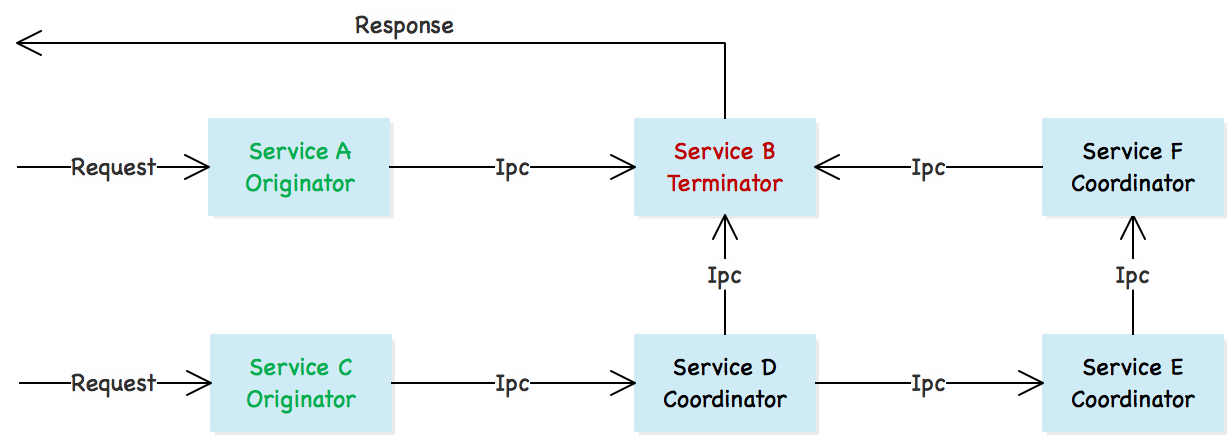 Response
Request
Service A
Originator
Ipc
Service B
Terminator
Ipc
Service F
Coordinator
Ipc
Ipc
Request
Service C
Originator
Ipc
Service D
Coordinator
Ipc
Service E
Coordinator